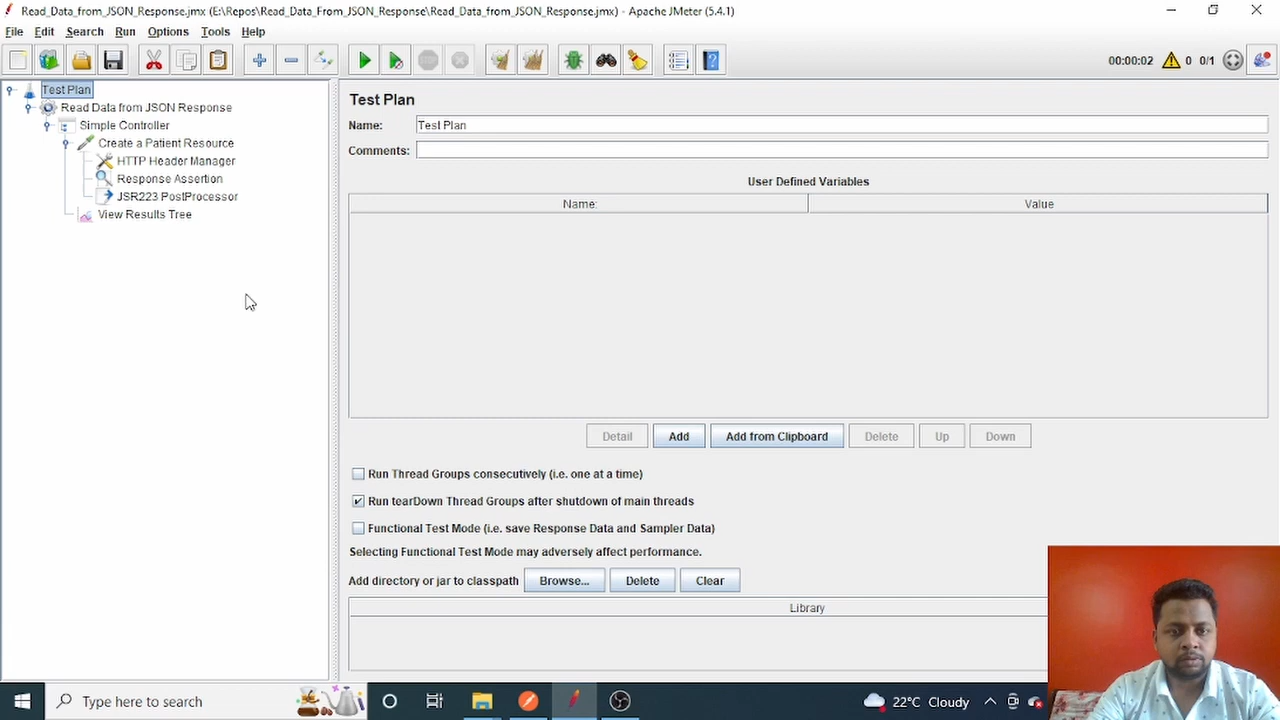 Read_Data_from_JSON_Response.jmx (E:\Repos\Read_Data_From_JSON_Response\Read_Data_from_JSON_Response.jmx) - Apache JMeter (5.4.1)
File Edit Search Run Options Tools Help
00:00:02 0 0/1
Test Plan
Read Data from JSON Response
Simple Controller
Create a Patient Resource
HTTP Header Manager
Response Assertion
JSR223 PostProcessor
View Results Tree
Test Plan
Name: Test Plan
Comments:
User Defined Variables
Name: Value
Detail Add Add from Clipboard Delete Up Down
Run Thread Groups consecutively (i.e. one at a time)
Run tearDown Thread Groups after shutdown of main threads
Functional Test Mode (i.e. save Response Data and Sampler Data)
Selecting Functional Test Mode may adversely affect performance.
Add directory or jar to classpath Browse... Delete Clear
Library
Type here to search
22°C Cloudy